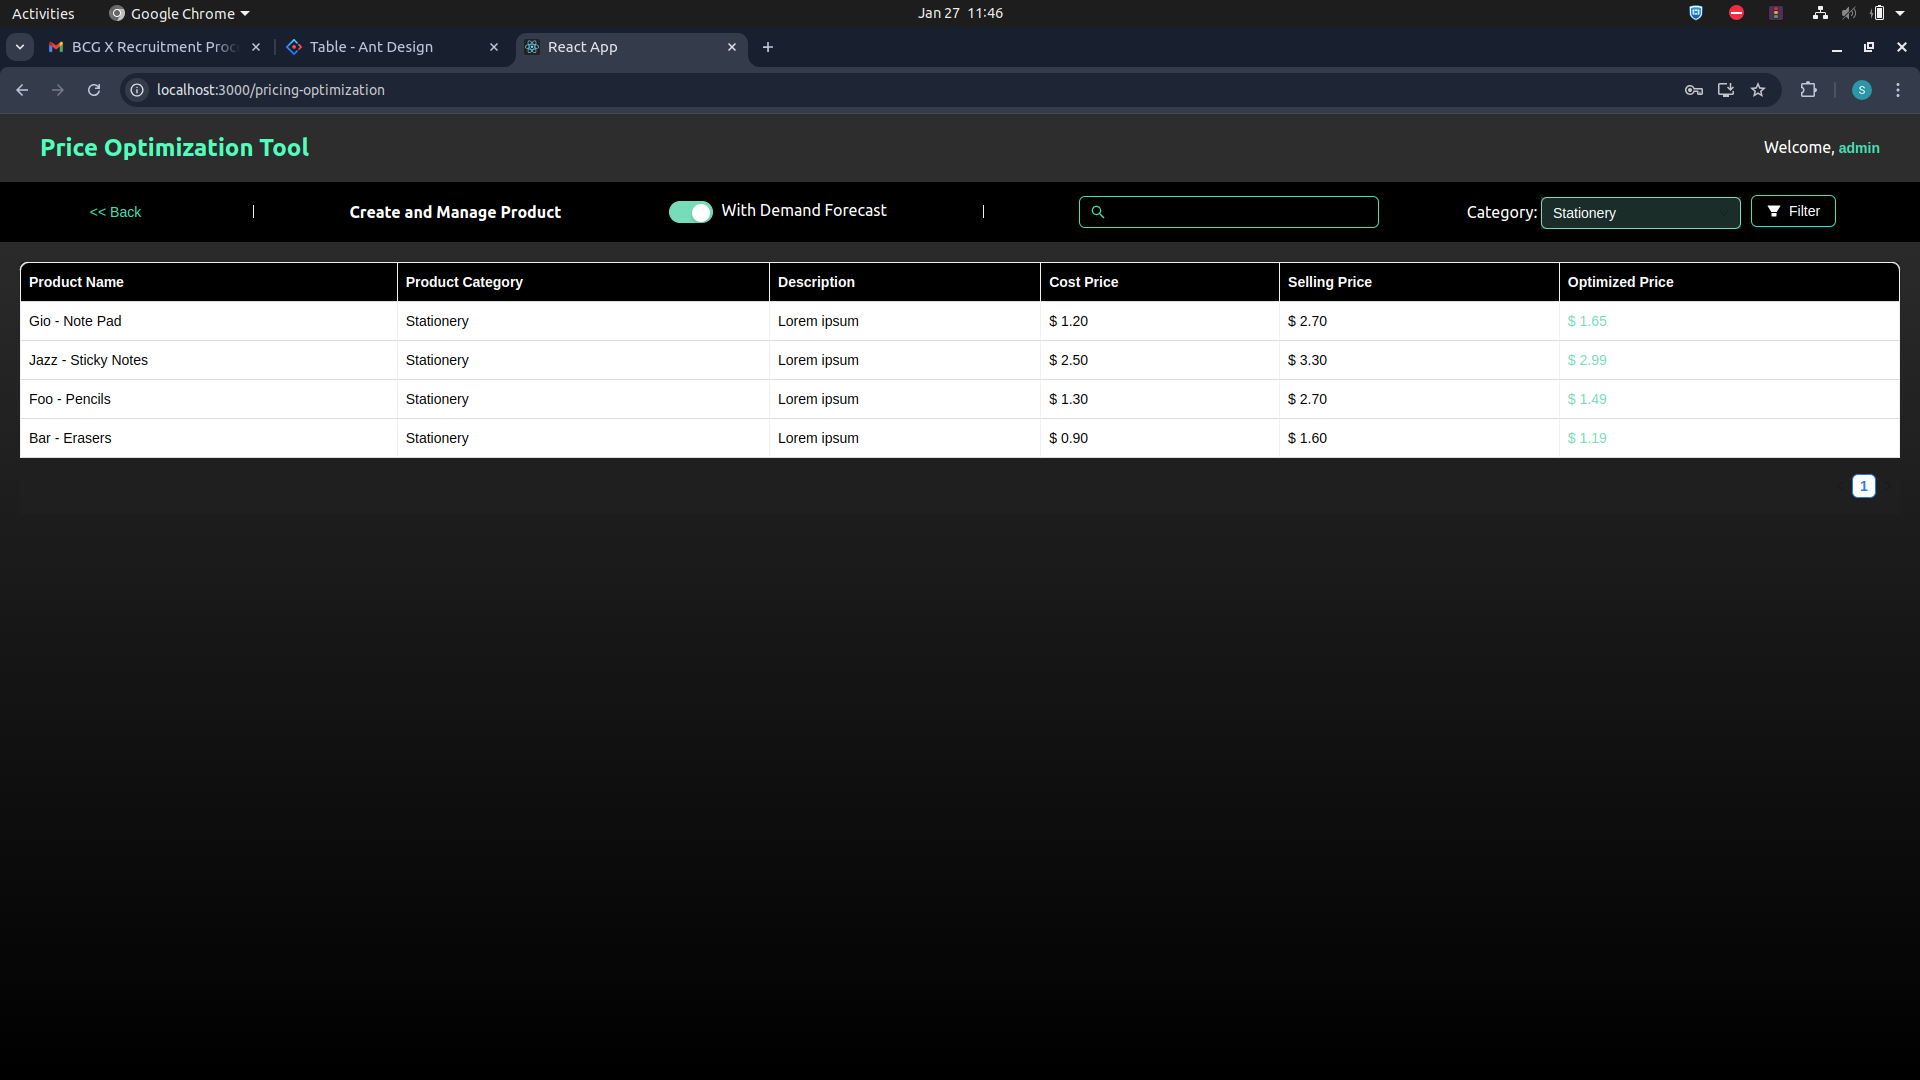 Activities Google Chrome Jan 27 11:46
BCG X Recruitment Proc Table - Ant Design React App
localhost:3000/pricing-optimization S
Price Optimization Tool Welcome, admin
<< Back | Create and Manage Product With Demand Forecast | Category: Stationery Filter
Product Name Product Category Description Cost Price Selling Price Optimized Price
Gio - Note Pad Stationery Lorem ipsum $ 1.20 $ 2.70 $ 1.65
Jazz - Sticky Notes Stationery Lorem ipsum $ 2.50 $ 3.30 $ 2.99
Foo - Pencils Stationery Lorem ipsum $ 1.30 $ 2.70 $ 1.49
Bar - Erasers Stationery Lorem ipsum $ 0.90 $ 1.60 $ 1.19
1